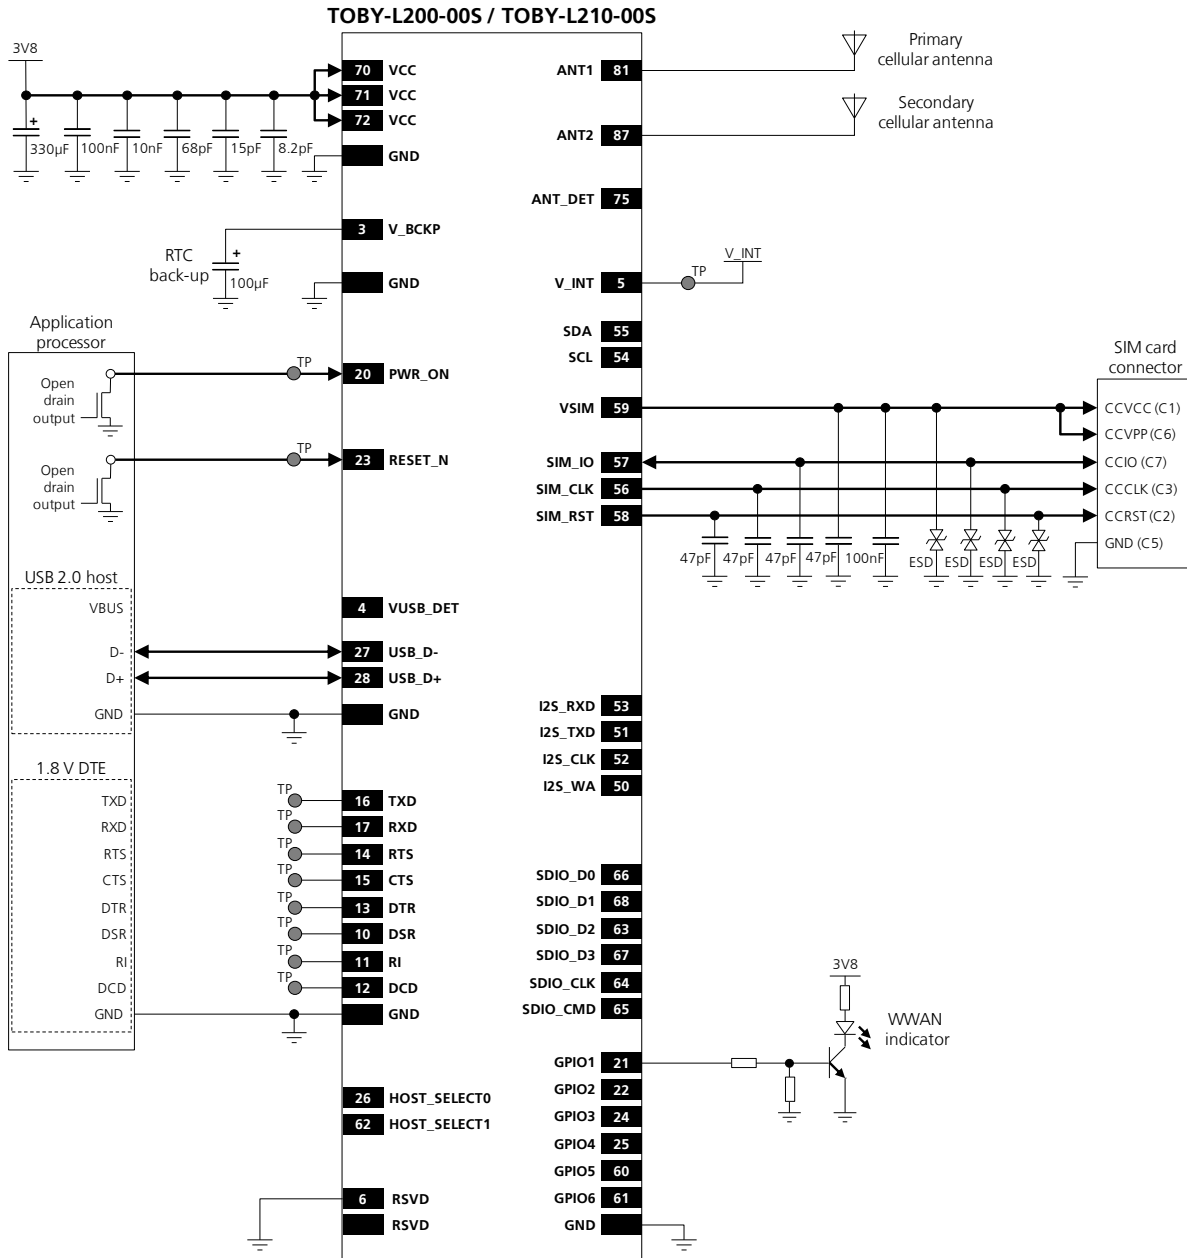 TOBY-L200-00S / TOBY-L210-00S
3V8
+
330µF
100nF
10nF
68pF
15pF
8.2pF
70 VCC
71 VCC
72 VCC
GND
3 V_BCKP
RTC
back-up
+
100µF
GND
Application
processor
Open
drain
output
TP
20 PWR_ON
Open
drain
output
TP
23 RESET_N
USB 2.0 host
VBUS
D-
D+
GND
4 VUSB_DET
27 USB_D-
28 USB_D+
GND
1.8 V DTE
TXD
RXD
RTS
CTS
DTR
DSR
RI
DCD
GND
TP
TP
TP
TP
TP
TP
TP
TP
16 TXD
17 RXD
14 RTS
15 CTS
13 DTR
10 DSR
11 RI
12 DCD
GND
26 HOST_SELECT0
62 HOST_SELECT1
6 RSVD
RSVD
ANT1 81
Primary
cellular antenna
ANT2 87
Secondary
cellular antenna
ANT_DET 75
V_INT 5
TP
V_INT
SDA 55
SCL 54
VSIM 59
SIM_IO 57
SIM_CLK 56
SIM_RST 58
47pF
47pF
47pF
47pF
100nF
ESD
ESD
ESD
ESD
SIM card
connector
CCVCC (C1)
CCVPP (C6)
CCIO (C7)
CCCLK (C3)
CCRST (C2)
GND (C5)
I2S_RXD 53
I2S_TXD 51
I2S_CLK 52
I2S_WA 50
SDIO_D0 66
SDIO_D1 68
SDIO_D2 63
SDIO_D3 67
SDIO_CLK 64
SDIO_CMD 65
GPIO1 21
GPIO2 22
GPIO3 24
GPIO4 25
GPIO5 60
GPIO6 61
GND
3V8
WWAN
indicator